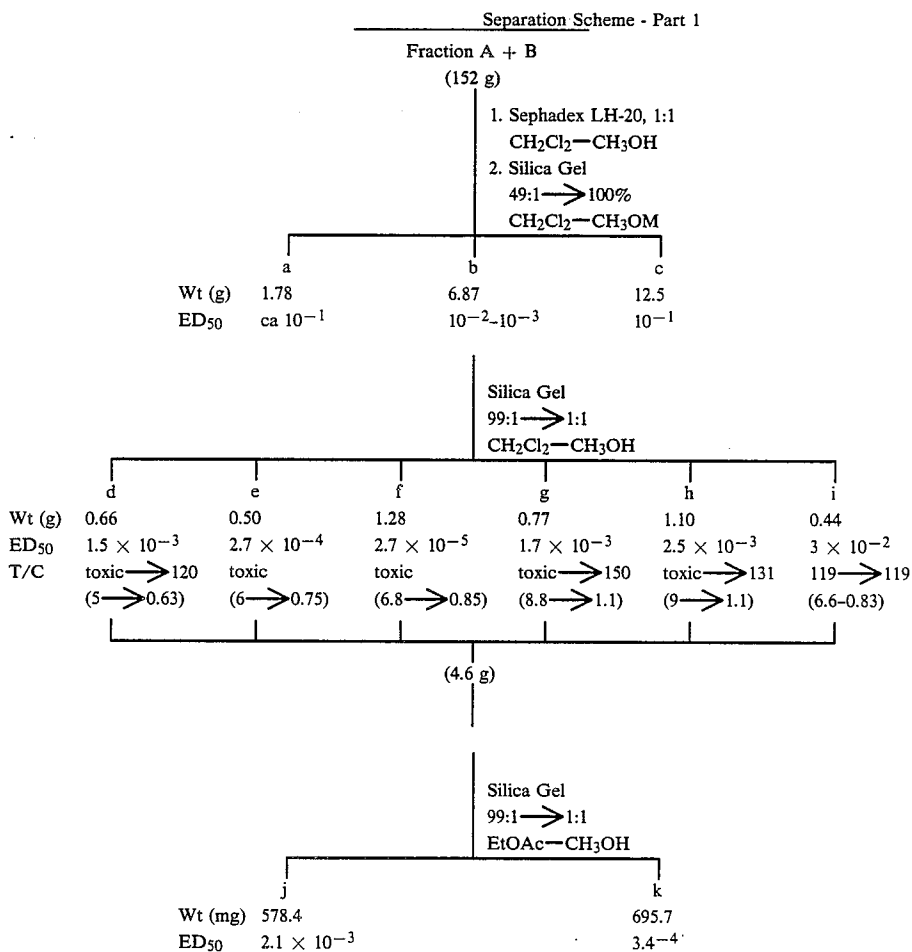 Separation Scheme - Part 1
Fraction A + B
(152 g)
1. Sephadex LH-20, 1:1
CH2Cl2—CH3OH
2. Silica Gel
49:1→100%
CH2Cl2—CH3OM
a b c
Wt (g) 1.78 6.87 12.5
ED50 ca 10−1 10−2–10−3 10−1
Silica Gel
99:1→1:1
CH2Cl2—CH3OH
d e f g h i
Wt (g) 0.66 0.50 1.28 0.77 1.10 0.44
ED50 1.5 × 10−3 2.7 × 10−4 2.7 × 10−5 1.7 × 10−3 2.5 × 10−3 3 × 10−2
T/C toxic→120 toxic toxic toxic→150 toxic→131 119→119
(5→0.63) (6→0.75) (6.8→0.85) (8.8→1.1) (9→1.1) (6.6–0.83)
(4.6 g)
Silica Gel
99:1→1:1
EtOAc—CH3OH
j k
Wt (mg) 578.4 695.7
ED50 2.1 × 10−3 3.4−4